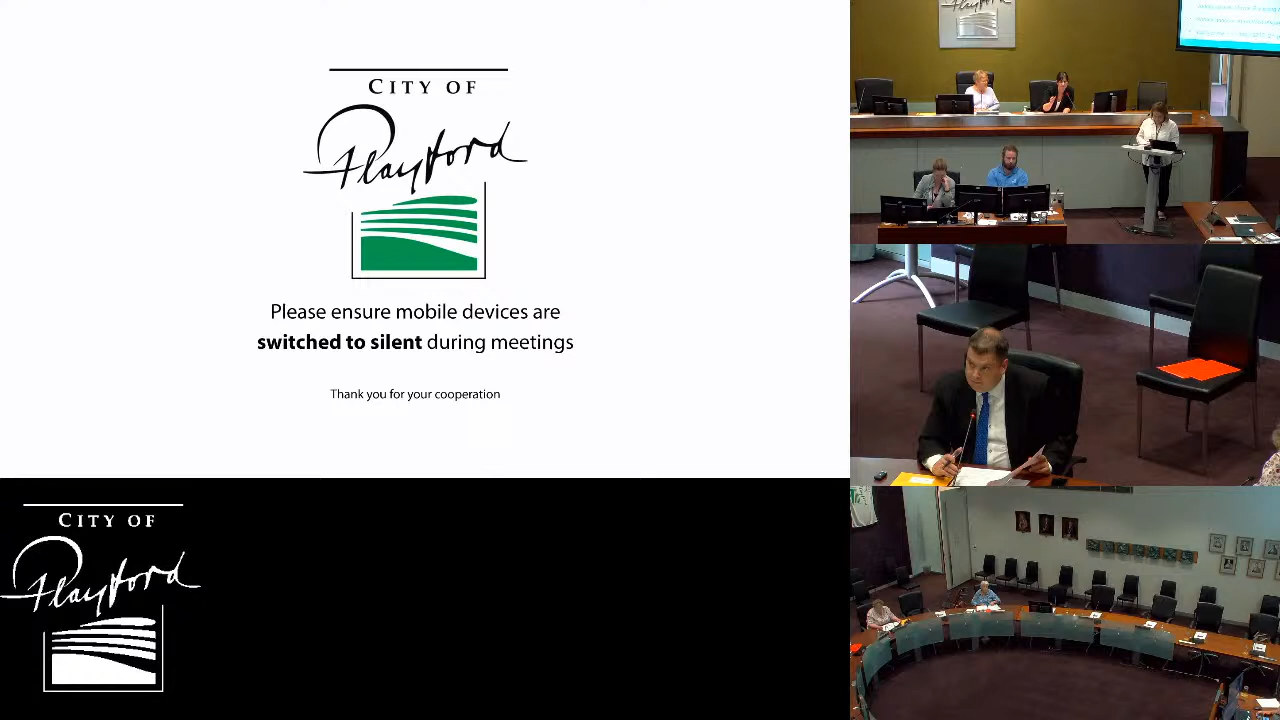 CITY OF
Playford
Please ensure mobile devices are
switched to silent during meetings
Thank you for your cooperation
CITY OF
Playford
Playford